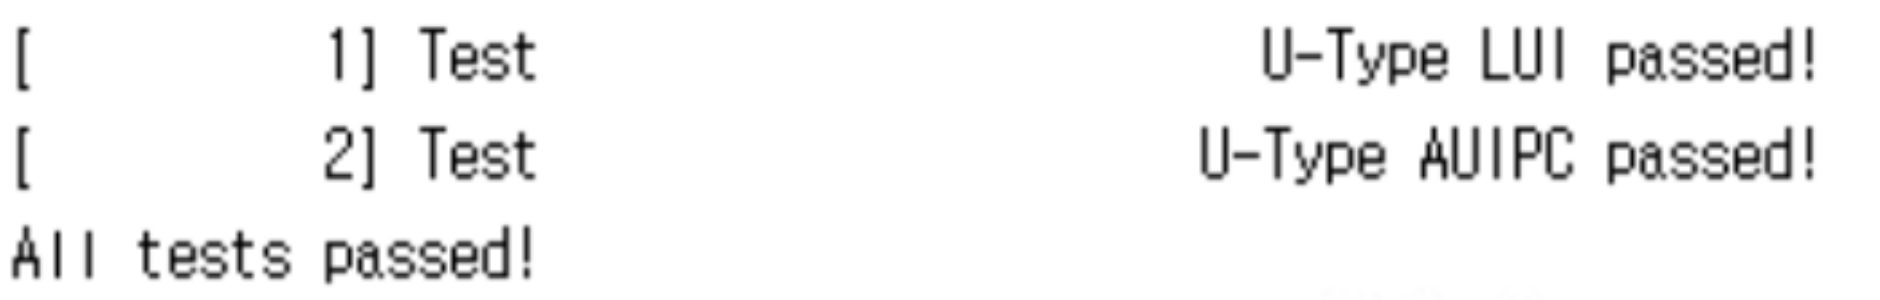 [         1] Test                       U-Type LUI passed!
[         2] Test                     U-Type AUIPC passed!
All tests passed!